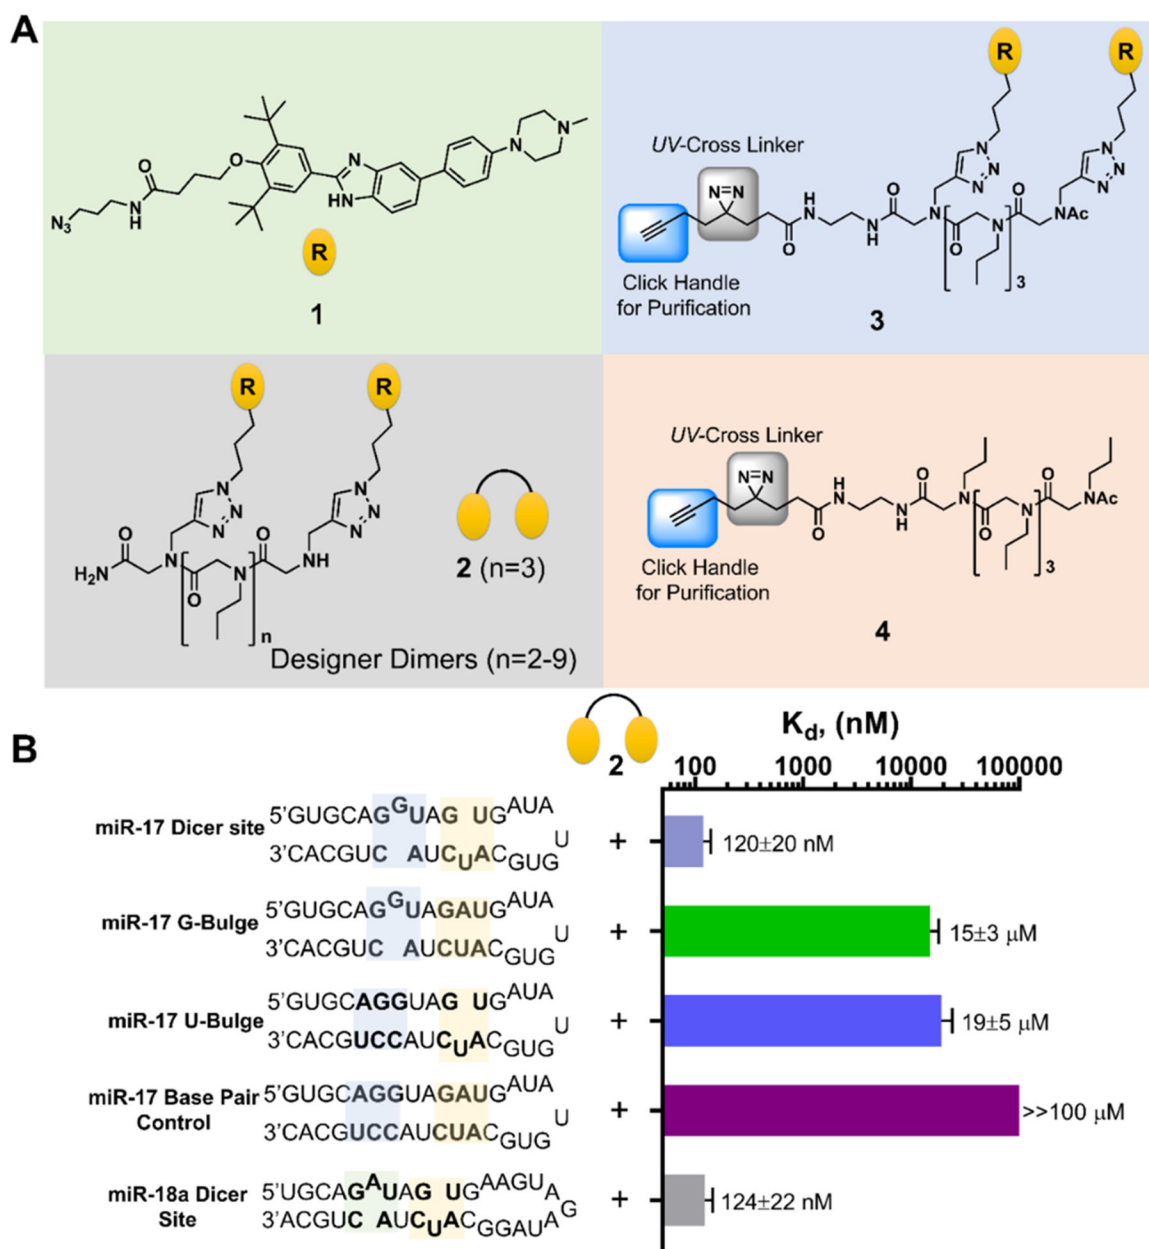 A
R
1
N₃
N
H
O
O
N
HN
N
N
R
R
UV-Cross Linker
N=N
Click Handle
for Purification
O
H
N
N
H
O
N
N
N
N
O
N
3
O
N
N
N
NAc
3
R
R
H₂N
O
N
N
N
N
O
N
n
O
N
N
N
NH
2 (n=3)
Designer Dimers (n=2-9)
UV-Cross Linker
N=N
Click Handle
for Purification
O
H
N
N
H
O
N
O
N
3
O
NAc
4
B
2
Kd, (nM)
100 1000 10000 100000
miR-17 Dicer site
5'GUGCAGGUAG UGAUA
U
3'CACGUC AUCUACGUG
+
120±20 nM
miR-17 G-Bulge
5'GUGCAGGUAGAUGAUA
U
3'CACGUC AUCUACGUG
+
15±3 μM
miR-17 U-Bulge
5'GUGCAGGUAG UGAUA
U
3'CACGUCCAUCUACGUG
+
19±5 μM
miR-17 Base Pair
Control
5'GUGCAGGUAGAUGAUA
U
3'CACGUCCAUCUACGUG
+
>>100 μM
miR-18a Dicer
Site
5'UGCAGAUAG UGAAGUA
G
3'ACGUC AUCUACGGAUA
+
124±22 nM